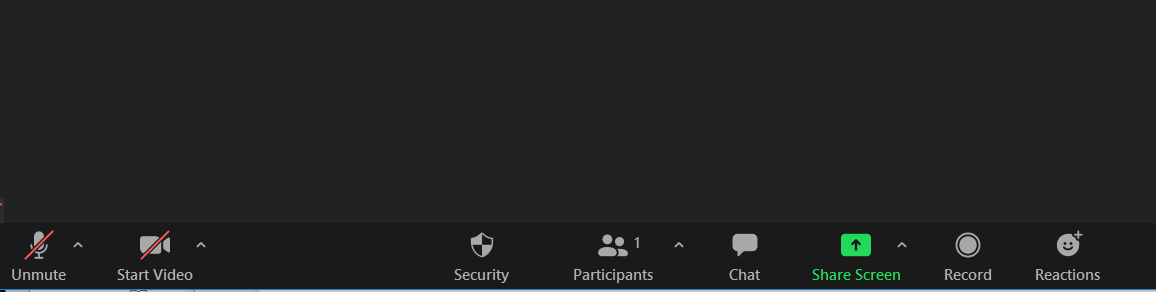 1
Unmute
Start Video
Security
Participants
Chat
Share Screen
Record
Reactions